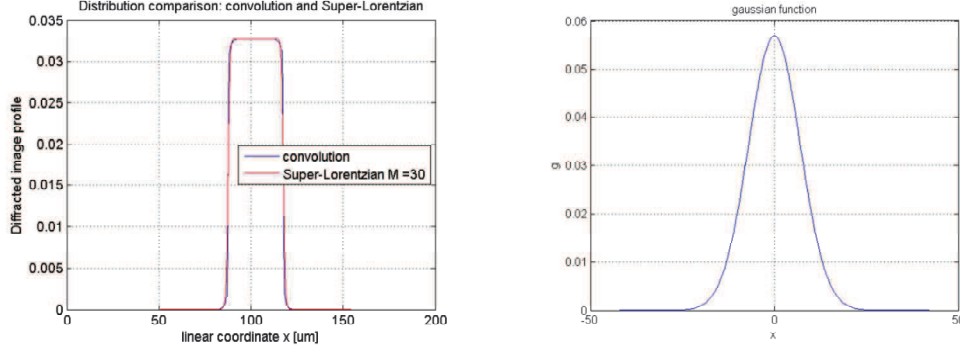 Distribution comparison: convolution and Super-Lorentzian
0.035
0.03
0.025
0.02
0.015
0.01
0.005
0
Diffracted image profile
convolution
Super-Lorentzian M =30
0
50
100
150
200
linear coordinate x [um]
gaussian function
0.06
0.05
0.04
0.03
0.02
0.01
0
g
-50
0
50
x